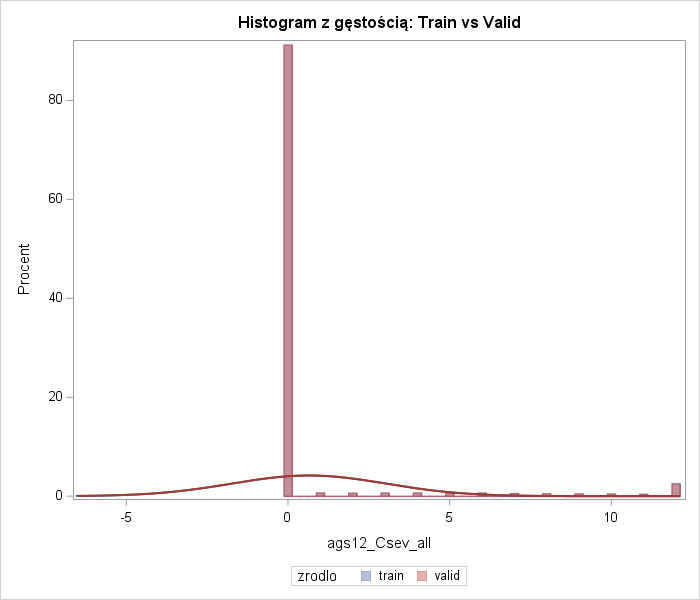 Histogram z gęstością: Train vs Valid
Procent
80
60
40
20
0
-5
0
5
10
ags12_Csev_all
zrodlo train valid